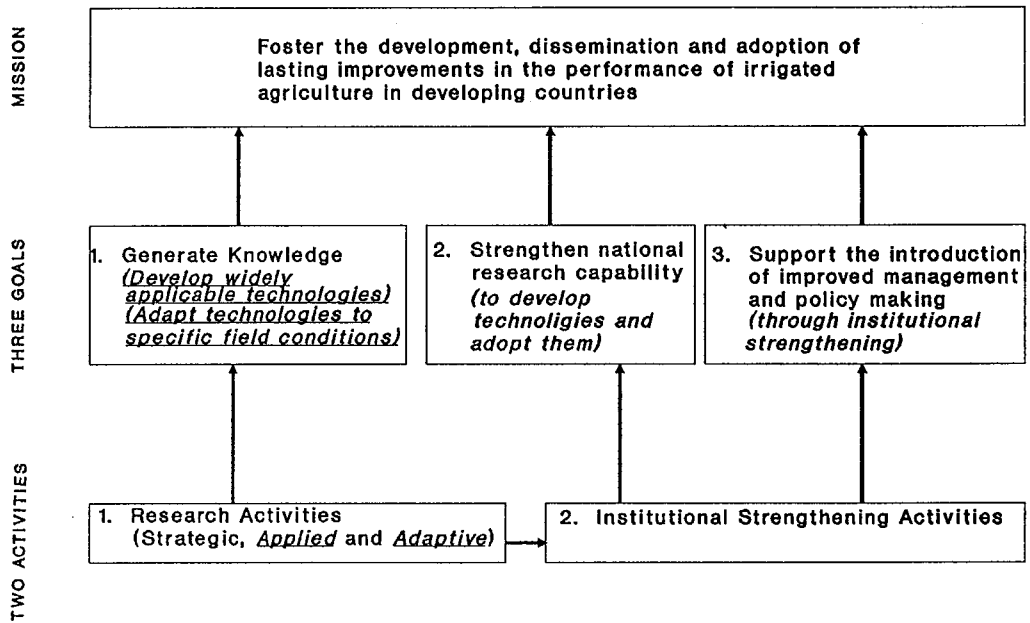 MISSION
Foster the development, dissemination and adoption of
lasting improvements in the performance of irrigated
agriculture in developing countries
THREE GOALS
1. Generate Knowledge
(Develop widely
applicable technologies)
(Adapt technologies to
specific field conditions)
2. Strengthen national
research capability
(to develop
technoligies and
adopt them)
3. Support the introduction
of improved management
and policy making
(through institutional
strengthening)
TWO ACTIVITIES
1. Research Activities
(Strategic, Applied and Adaptive)
2. Institutional Strengthening Activities